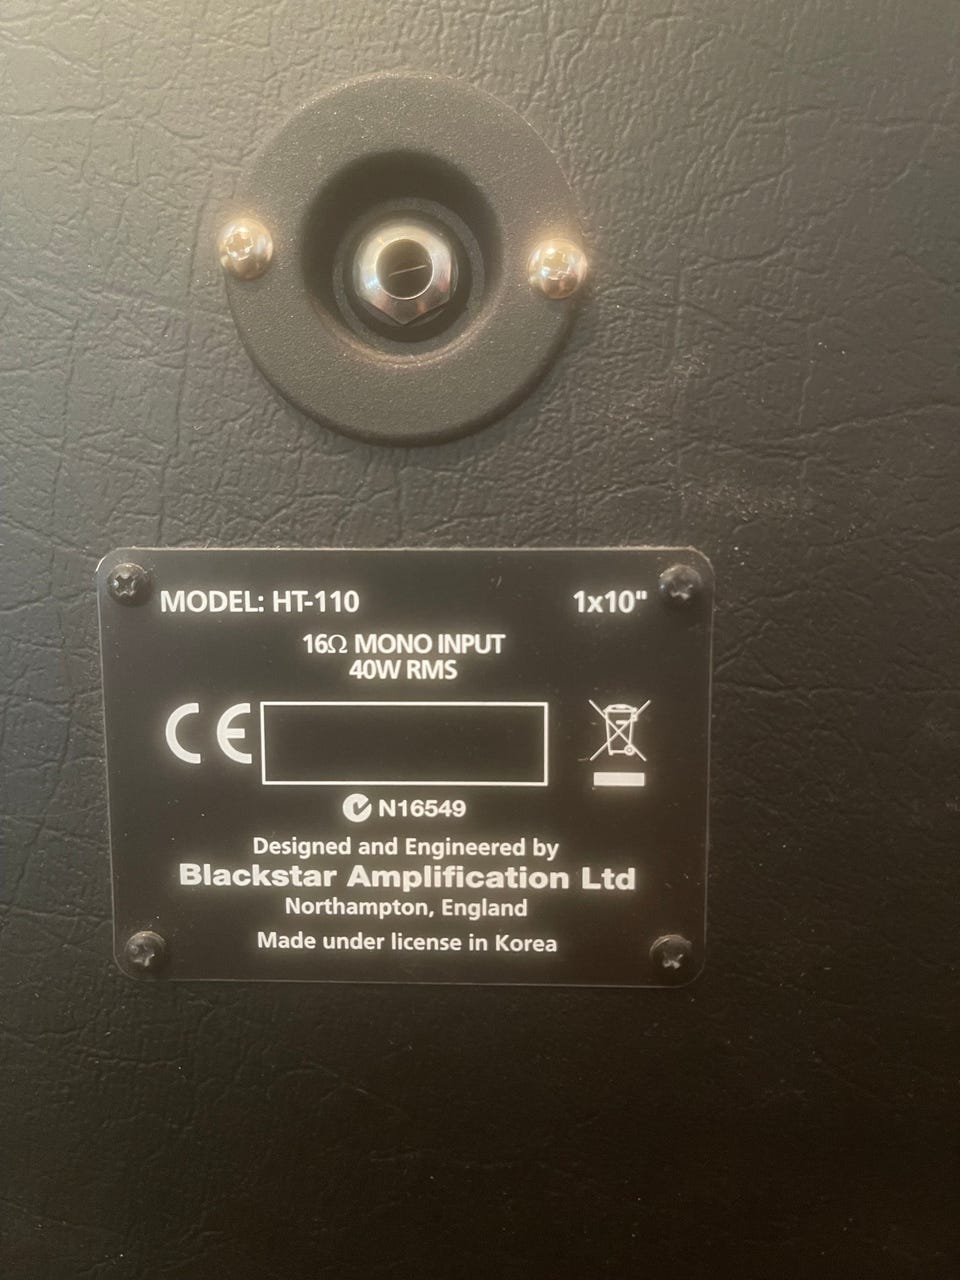 MODEL: HT-110 1x10"
16Ω MONO INPUT
40W RMS
CE
N16549
Designed and Engineered by
Blackstar Amplification Ltd
Northampton, England
Made under license in Korea